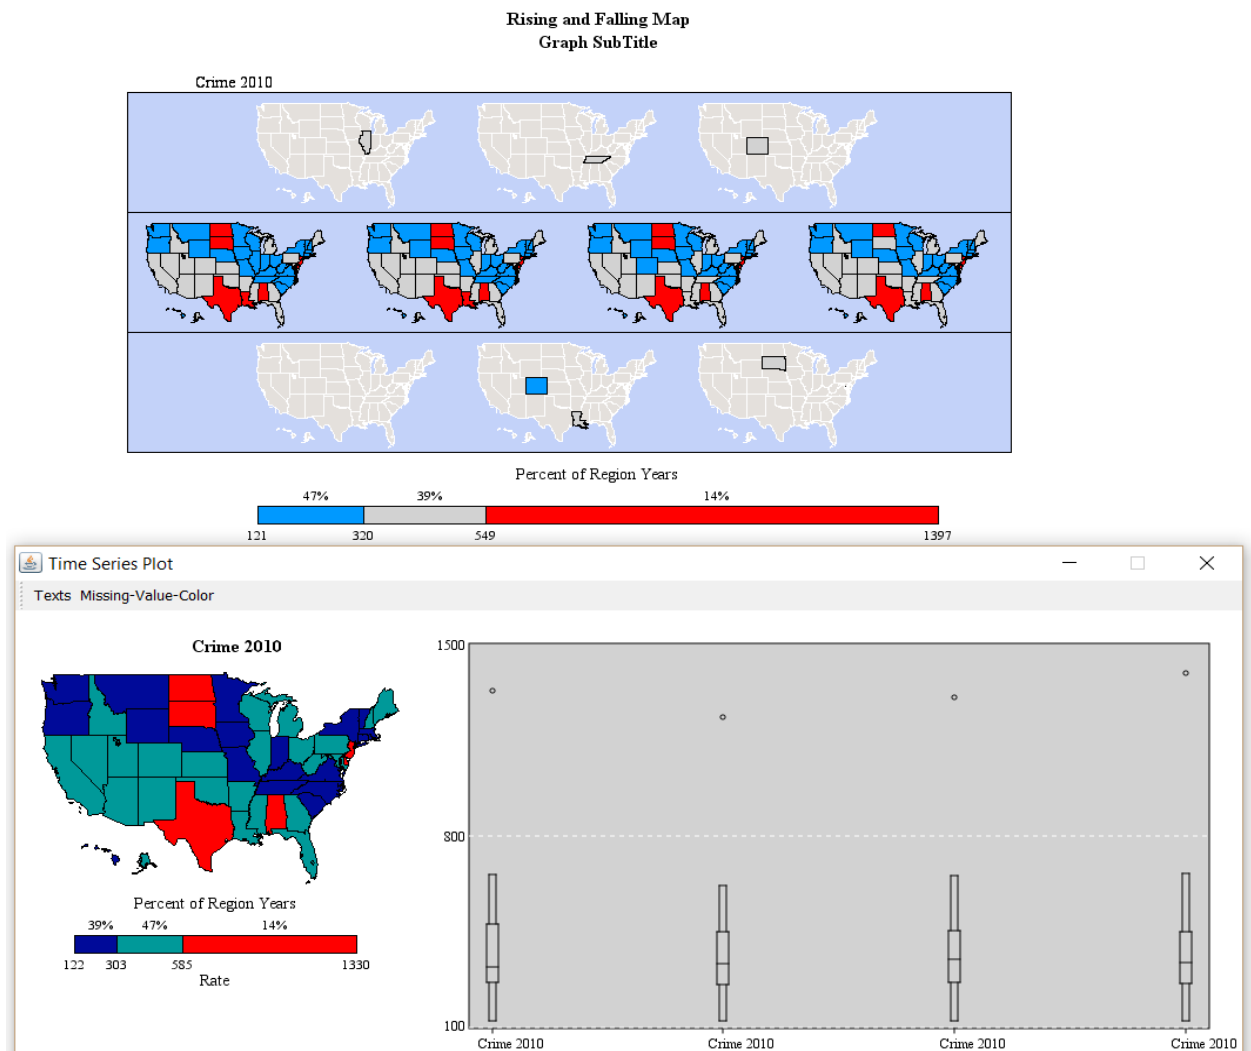 Rising and Falling Map
Graph SubTitle
Crime 2010
Percent of Region Years
47% 39% 14%
121 320 549 1397
Time Series Plot
Texts Missing-Value-Color
Crime 2010
Percent of Region Years
39% 47% 14%
122 303 585 1330
Rate
1500
800
100
Crime 2010 Crime 2010 Crime 2010 Crime 2010